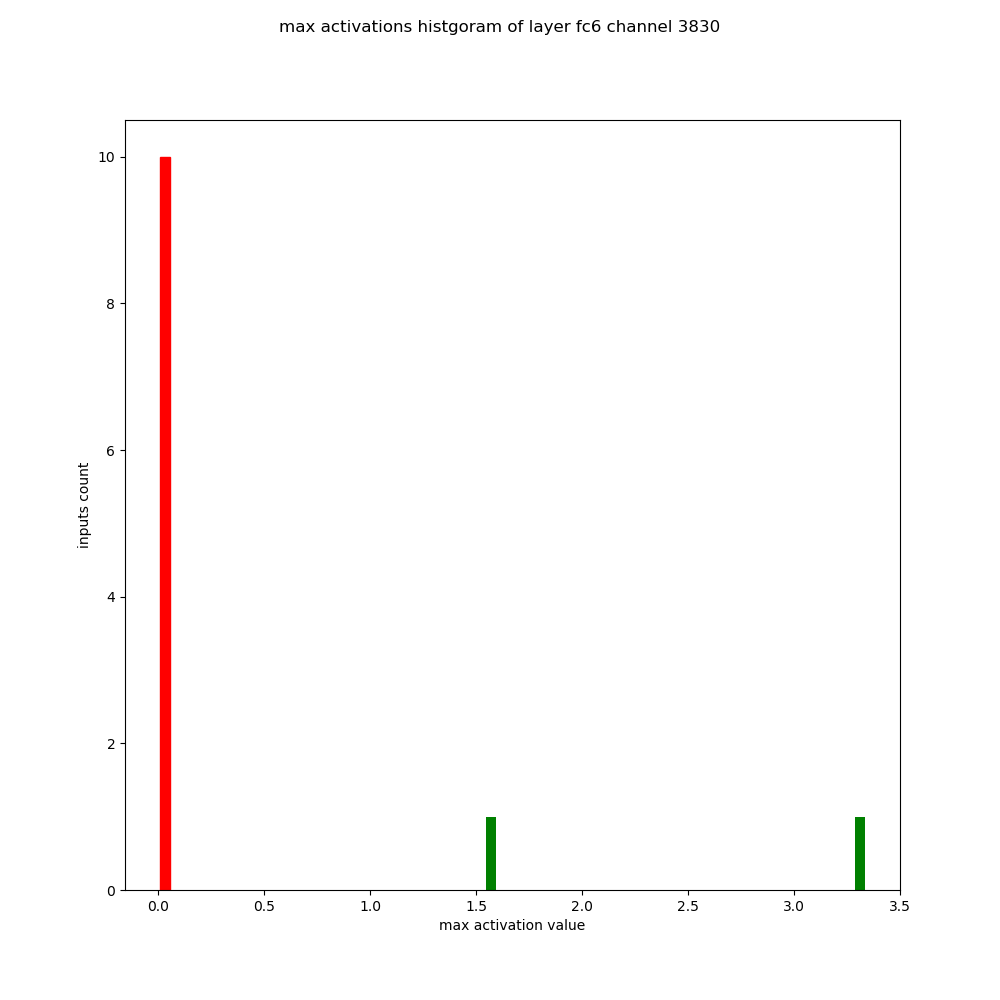 max activations histgoram of layer fc6 channel 3830
10
8
6
4
2
0
inputs count
0.0 0.5 1.0 1.5 2.0 2.5 3.0 3.5
max activation value